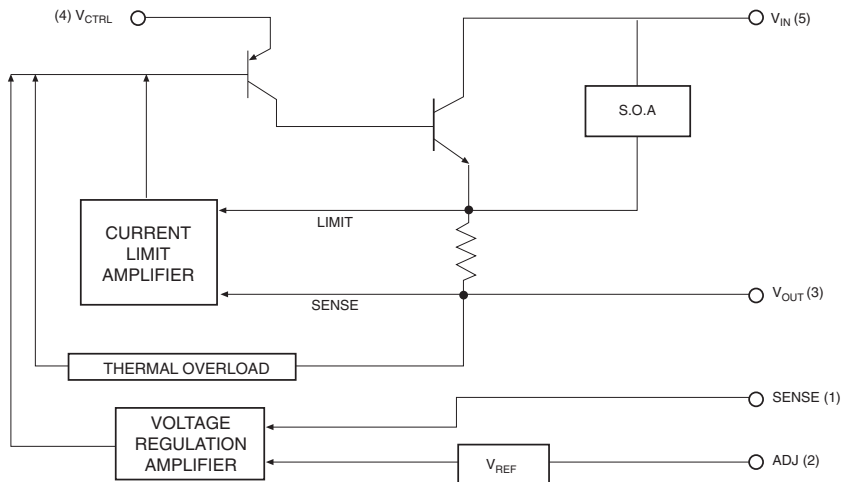 (4) VCTRL
VIN (5)
S.O.A
LIMIT
CURRENT
LIMIT
AMPLIFIER
SENSE
VOUT (3)
THERMAL OVERLOAD
SENSE (1)
VOLTAGE
REGULATION
AMPLIFIER
VREF
ADJ (2)